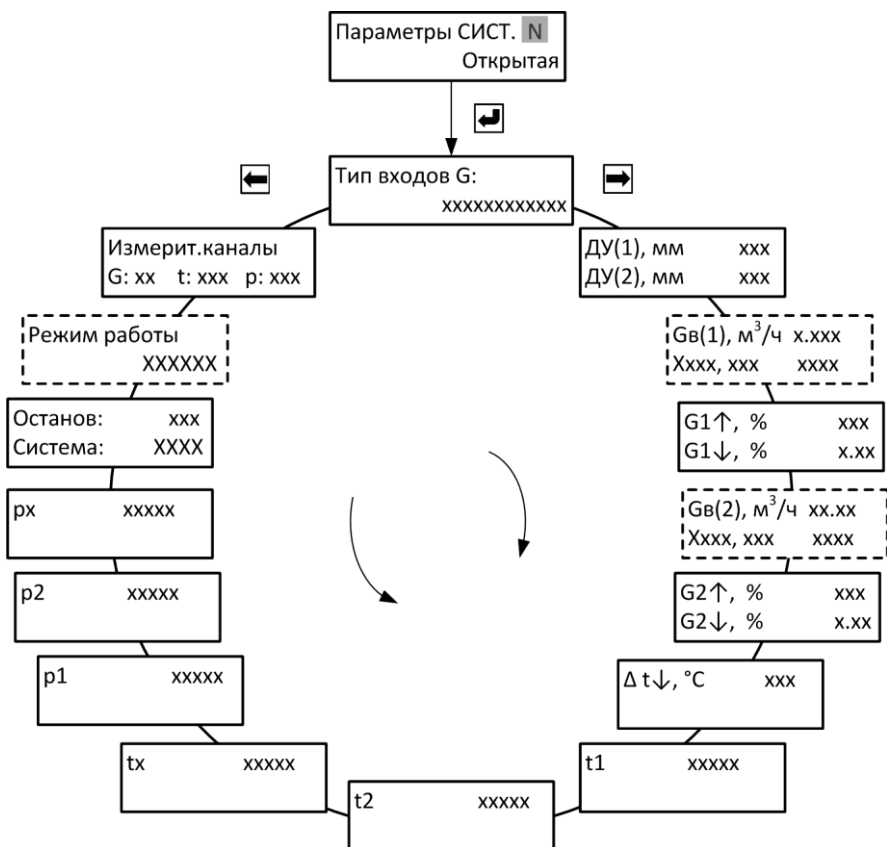 Параметры СИСТ. N
Открытая
Тип входов G:
xxxxxxxxxxxx
ДУ(1), мм xxx
ДУ(2), мм xxx
Gв(1), м³/ч x.xxx
Xxxx, xxx xxxx
G1↑, % xxx
G1↓, % x.xx
Gв(2), м³/ч xx.xx
Xxxx, xxx xxxx
G2↑, % xxx
G2↓, % x.xx
Δ t↓, °C xxx
t1 xxxxx
t2 xxxxx
tx xxxxx
p1 xxxxx
p2 xxxxx
px xxxxx
Останов: xxx
Система: XXXX
Режим работы
XXXXXX
Измерит.каналы
G: xx t: xxx p: xxx